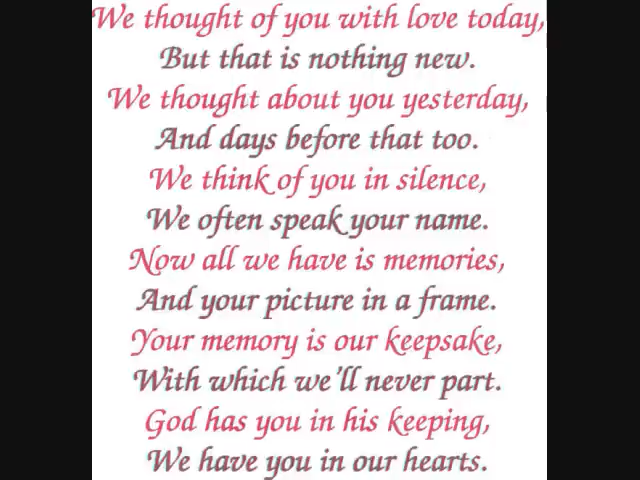 We thought of you with love today,
But that is nothing new.
We thought about you yesterday,
And days before that too.
We think of you in silence,
We often speak your name.
Now all we have is memories,
And your picture in a frame.
Your memory is our keepsake,
With which we'll never part.
God has you in his keeping,
We have you in our hearts.